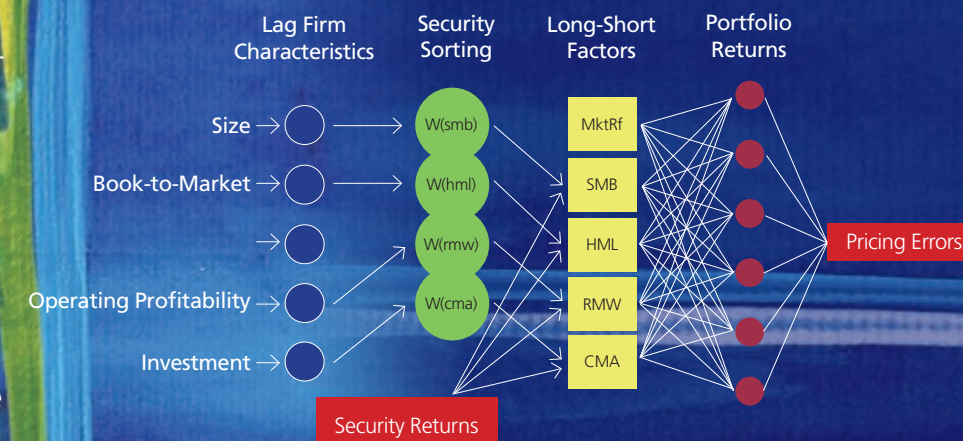 Lag Firm
Characteristics
Security
Sorting
Long-Short
Factors
Portfolio
Returns
Size
Book-to-Market
Operating Profitability
Investment
W(smb)
W(hml)
W(rmw)
W(cma)
MktRf
SMB
HML
RMW
CMA
Pricing Errors
Security Returns